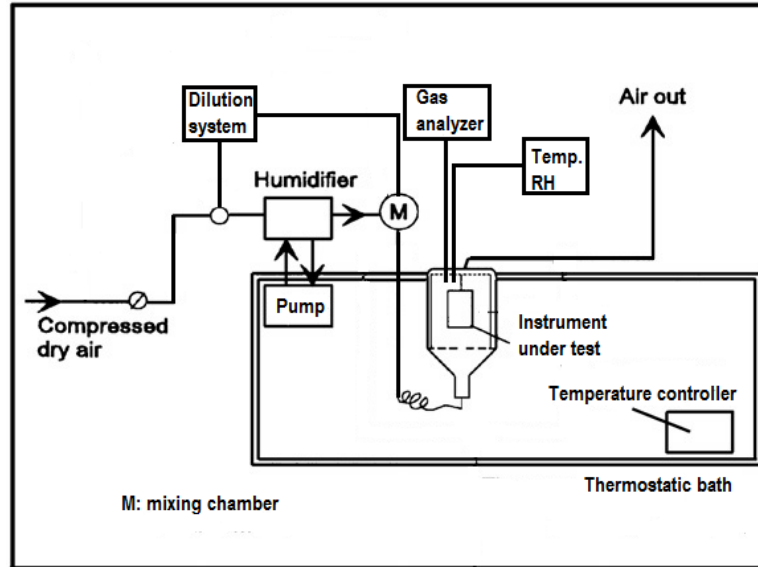 Dilution
system
Gas
analyzer
Air out
Temp.
RH
Humidifier
M
Compressed
dry air
Pump
Instrument
under test
Temperature controller
Thermostatic bath
M: mixing chamber